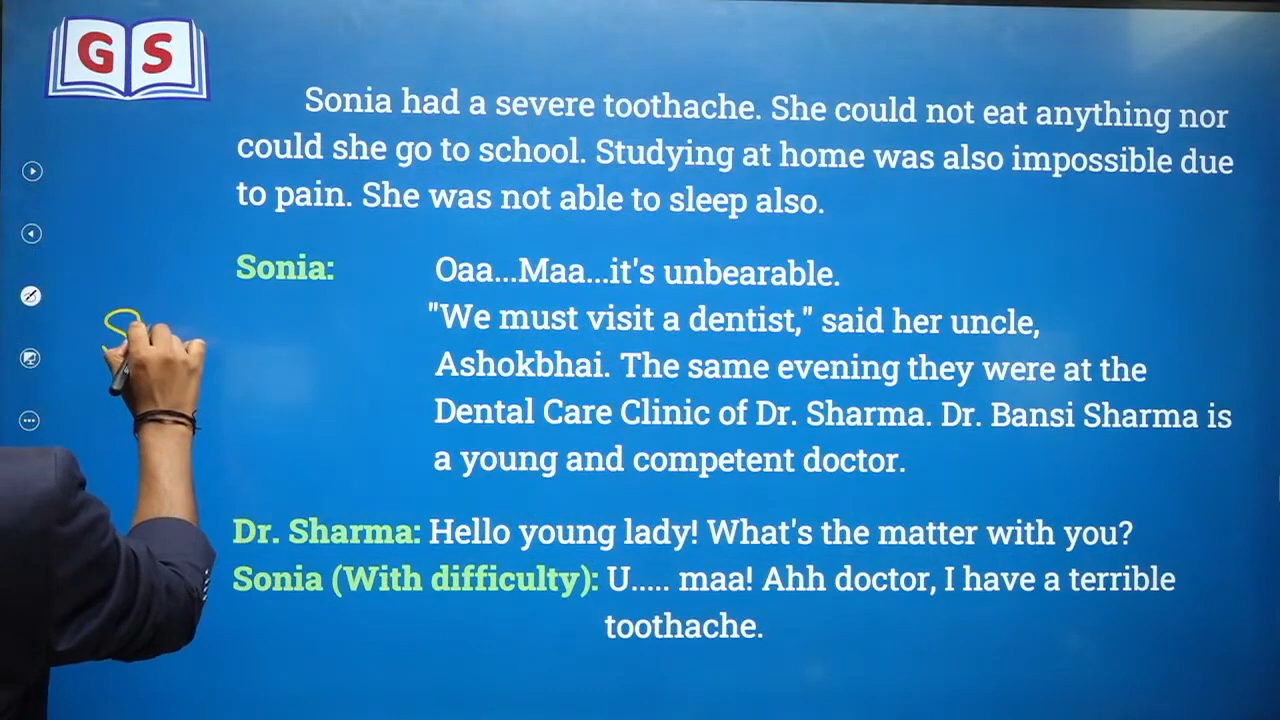 G S
Sonia had a severe toothache. She could not eat anything nor
could she go to school. Studying at home was also impossible due
to pain. She was not able to sleep also.
Sonia: Oaa...Maa...it's unbearable.
"We must visit a dentist," said her uncle,
Ashokbhai. The same evening they were at the
Dental Care Clinic of Dr. Sharma. Dr. Bansi Sharma is
a young and competent doctor.
Dr. Sharma: Hello young lady! What's the matter with you?
Sonia (With difficulty): U..... maa! Ahh doctor, I have a terrible
toothache.